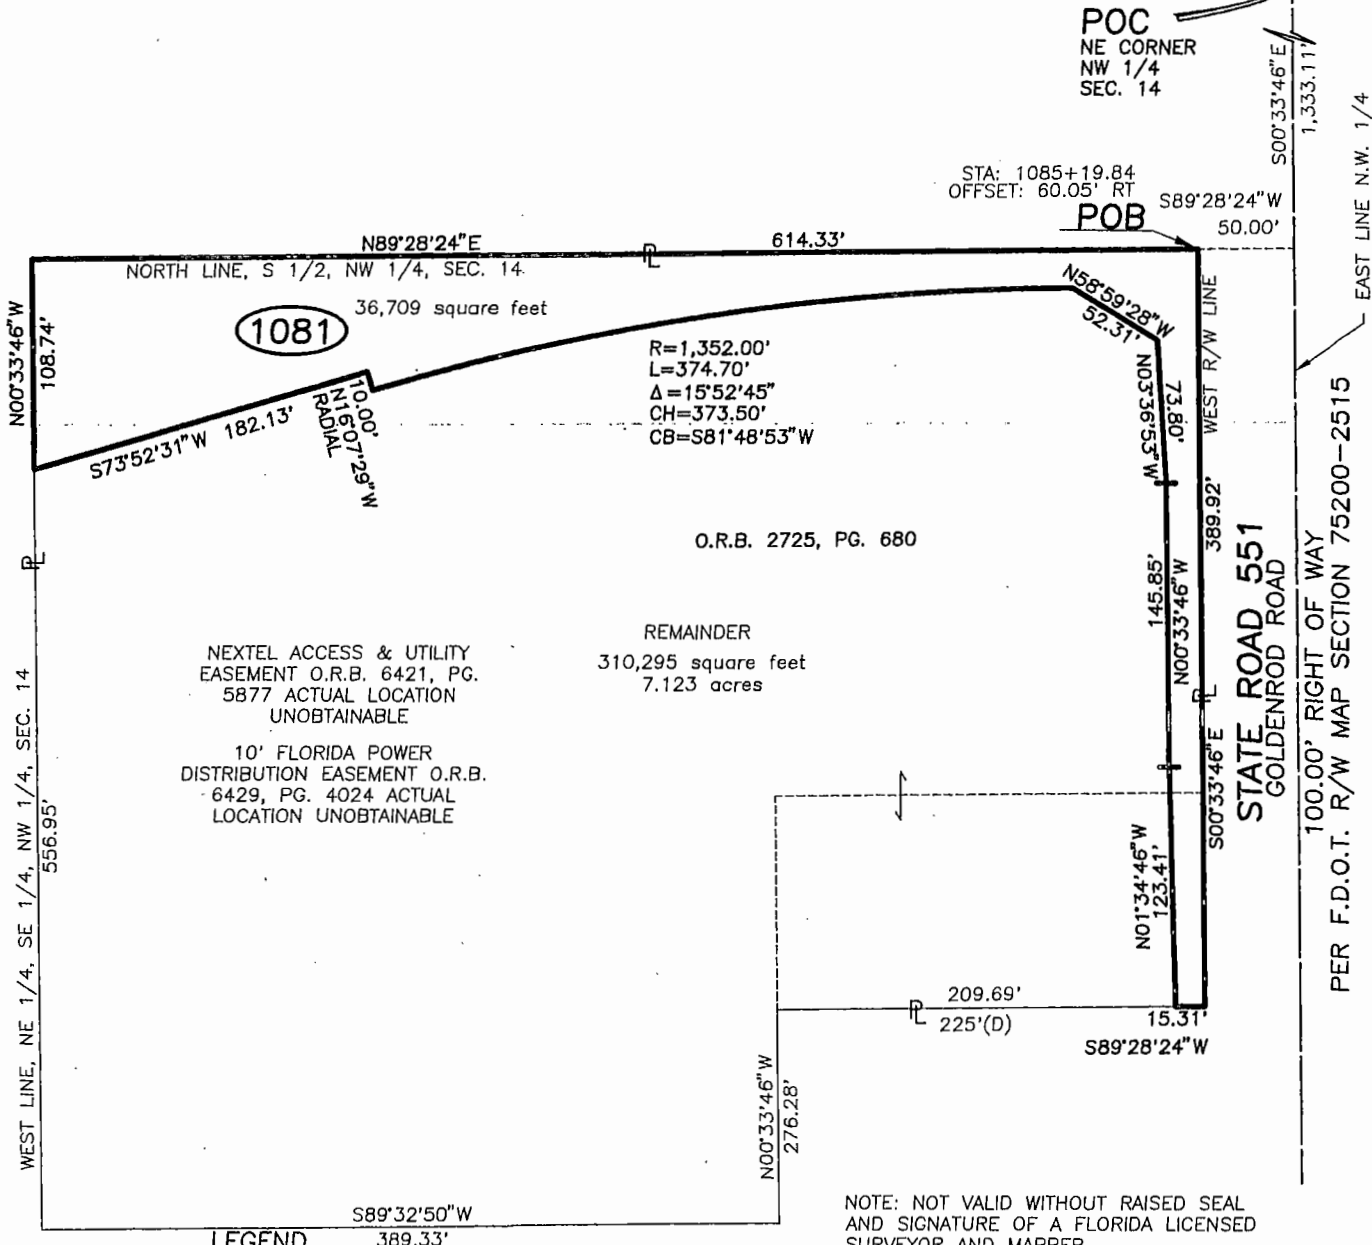 POC
NE CORNER
NW 1/4
SEC. 14
S00°33'46"E
1,333.11'
EAST LINE N.W. 1/4
STA: 1085+19.84
OFFSET: 60.05' RT
S89°28'24"W
50.00'
POB
N89°28'24"E
614.33'
NORTH LINE, S 1/2, NW 1/4, SEC. 14
36,709 square feet
1081
N00°33'46"W
108.74'
S73°52'31"W 182.13'
10.00'
N16°07'29"W
RADIAL
R=1,352.00'
L=374.70'
Δ=15°52'45"
CH=373.50'
CB=S81°48'53"W
N58°59'28"W
52.31'
N03°36'53"W
73.80'
WEST R/W LINE
389.92'
S00°33'46"E
145.85'
N00°33'46"W
O.R.B. 2725, PG. 680
REMAINDER
310,295 square feet
7.123 acres
NEXTEL ACCESS & UTILITY
EASEMENT O.R.B. 6421, PG.
5877 ACTUAL LOCATION
UNOBTAINABLE
10' FLORIDA POWER
DISTRIBUTION EASEMENT O.R.B.
6429, PG. 4024 ACTUAL
LOCATION UNOBTAINABLE
PL
PL
PL
PL
WEST LINE, NE 1/4, SE 1/4, NW 1/4, SEC. 14
556.95'
STATE ROAD 551
GOLDENROD ROAD
100.00' RIGHT OF WAY
PER F.D.O.T. R/W MAP SECTION 75200-2515
N01°34'46"W
123.41'
209.69'
225'(D)
15.31'
S89°28'24"W
N00°33'46"W
276.28'
S89°32'50"W
389.33'
LEGEND
NOTE: NOT VALID WITHOUT RAISED SEAL
AND SIGNATURE OF A FLORIDA LICENSED
SURVEYOR AND MAPPER